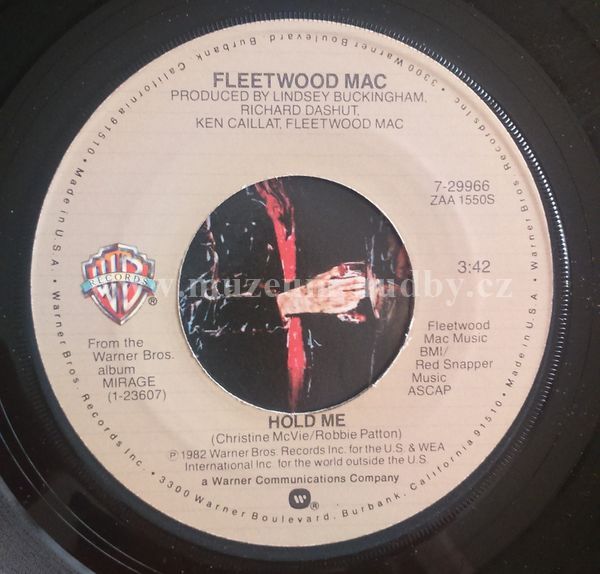 3300 Warner Boulevard, Burbank, California 91510 • Made in U.S.A. • Warner Bros. Records Inc. • 3300 Warner Boulevard, Burbank, California 91510 • Made in U.S.A. • Warner Bros. Records Inc. •
FLEETWOOD MAC
PRODUCED BY LINDSEY BUCKINGHAM,
RICHARD DASHUT,
KEN CAILLAT, FLEETWOOD MAC
7-29966
ZAA 1550S
WB
RECORDS
®
3:42
From the
Warner Bros.
album
MIRAGE
(1-23607)
Fleetwood
Mac Music
BMI/
Red Snapper
Music
ASCAP
HOLD ME
(Christine McVie/Robbie Patton)
℗ 1982 Warner Bros. Records Inc. for the U.S. & WEA
International Inc. for the world outside the U.S.
a Warner Communications Company
®